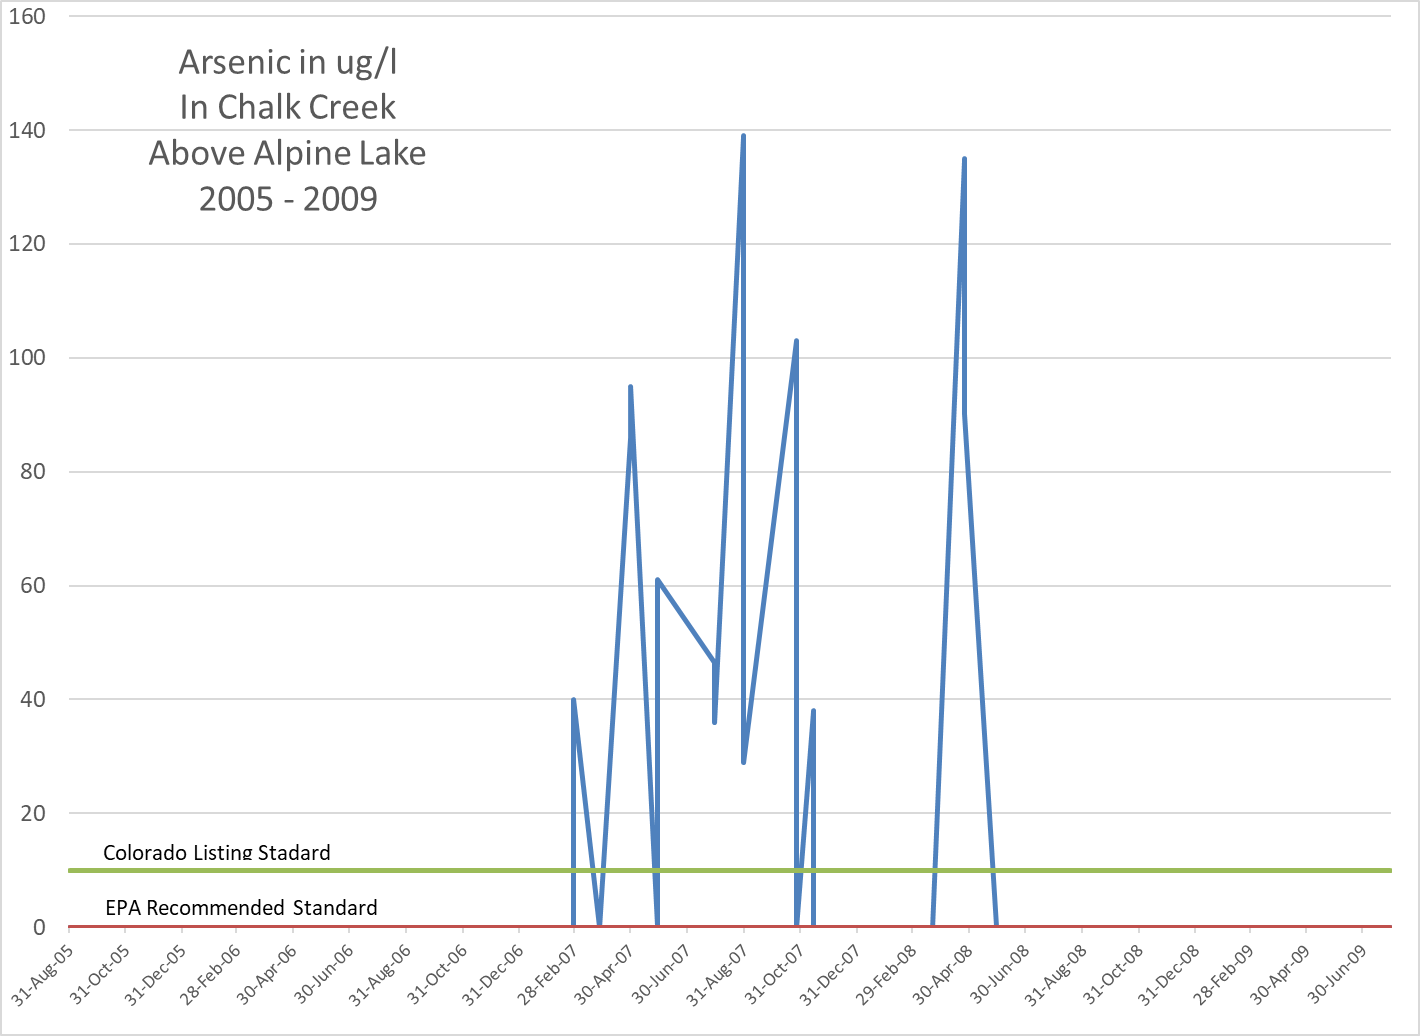 160
Arsenic in ug/l
In Chalk Creek
Above Alpine Lake
2005 - 2009
140
120
100
80
60
40
20
Colorado Listing Stadard
EPA Recommended Standard
0
31-Aug-05
31-Oct-05
31-Dec-05
28-Feb-06
30-Apr-06
30-Jun-06
31-Aug-06
31-Oct-06
31-Dec-06
28-Feb-07
30-Apr-07
30-Jun-07
31-Aug-07
31-Oct-07
31-Dec-07
29-Feb-08
30-Apr-08
30-Jun-08
31-Aug-08
31-Oct-08
31-Dec-08
28-Feb-09
30-Apr-09
30-Jun-09